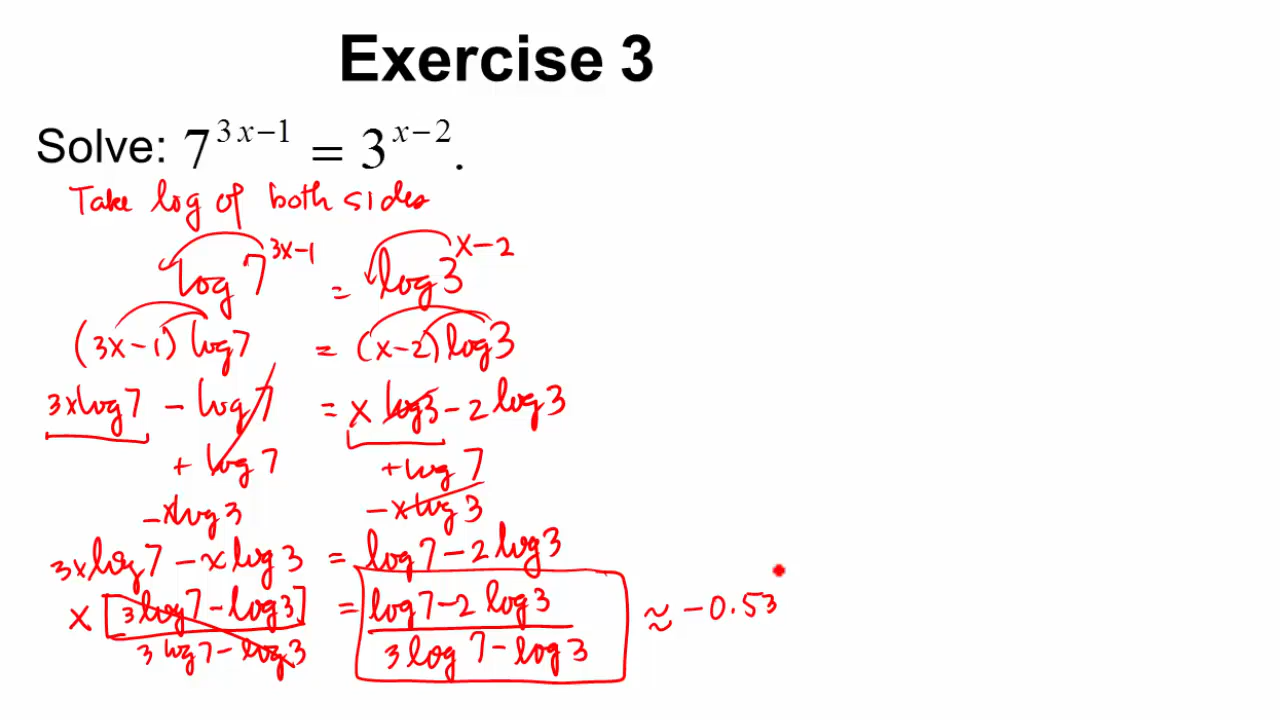 Exercise 3
Solve: 7^{3x-1} = 3^{x-2}.
Take log of both sides
log 7^{3x-1} = log 3^{x-2}
(3x-1) log 7 = (x-2) log 3
3x log 7 - log 7 = x log 3 - 2 log 3
+ log 7 + log 7
- x log 3 - x log 3
3x log 7 - x log 3 = log 7 - 2 log 3
x [3 log 7 - log 3] = log 7 - 2 log 3 ≈ -0.53
3 log 7 - log 3 3 log 7 - log 3